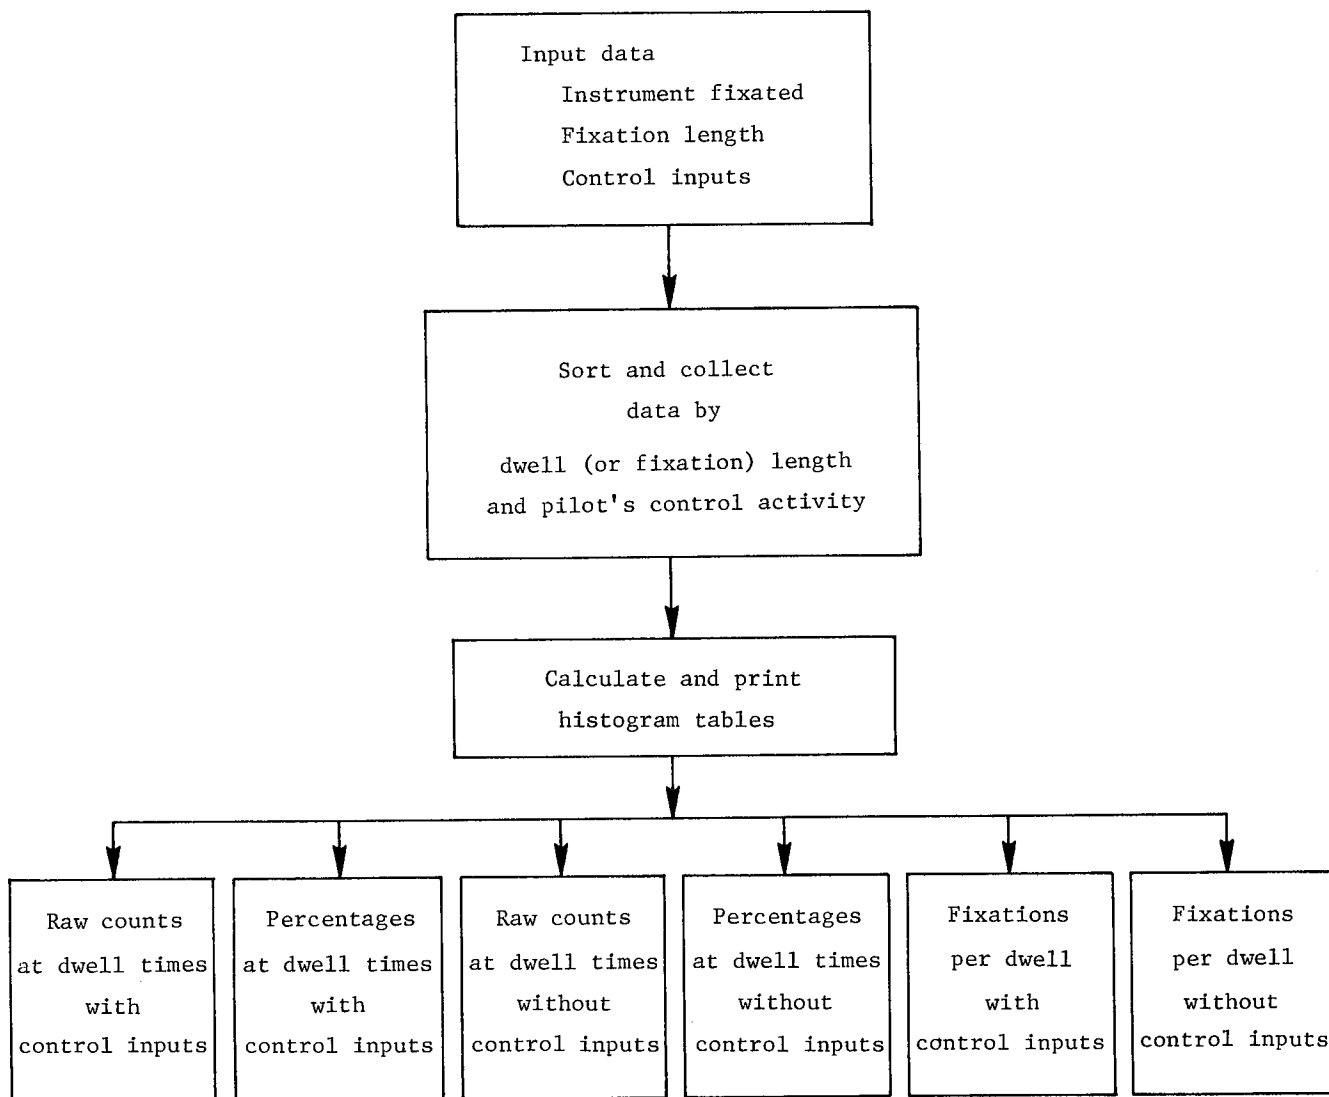 Input data
Instrument fixated
Fixation length
Control inputs
Sort and collect
data by
dwell (or fixation) length
and pilot's control activity
Calculate and print
histogram tables
Raw counts
at dwell times
with
control inputs
Percentages
at dwell times
with
control inputs
Raw counts
at dwell times
without
control inputs
Percentages
at dwell times
without
control inputs
Fixations
per dwell
with
control inputs
Fixations
per dwell
without
control inputs